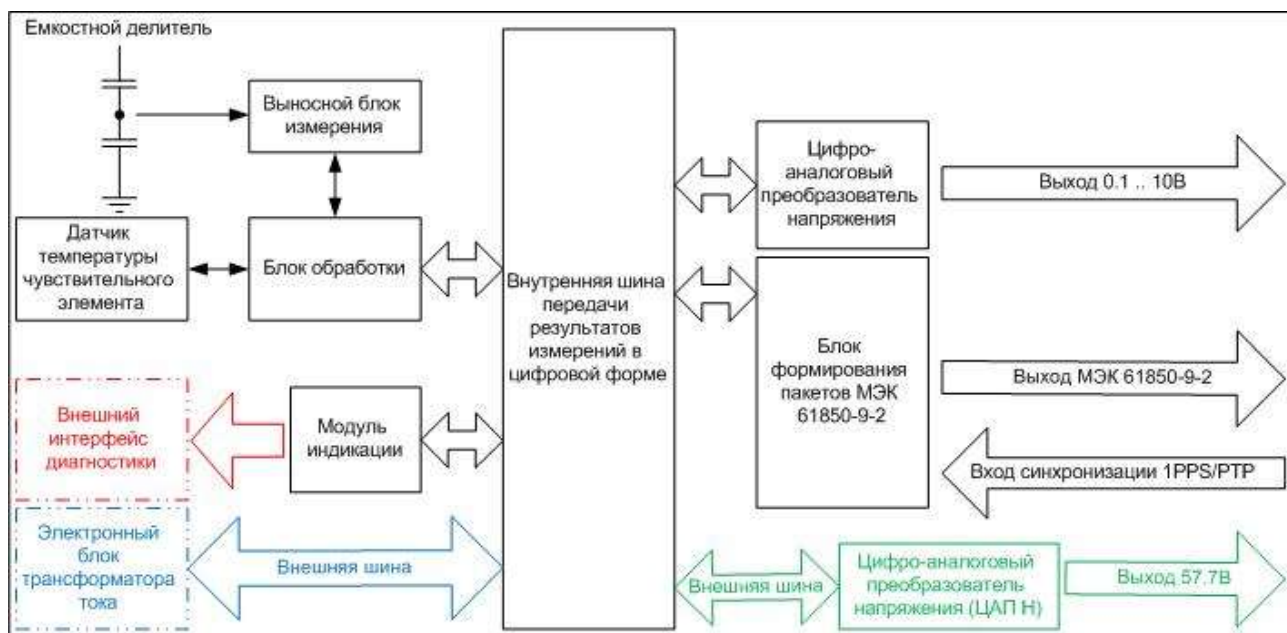 Емкостной делитель
Выносной блок
измерения
Датчик
температуры
чувствительного
элемента
Блок обработки
Внутренняя шина
передачи
результатов
измерений в
цифровой форме
Цифро-
аналоговый
преобразователь
напряжения
Выход 0.1 .. 10В
Блок
формирования
пакетов МЭК
61850-9-2
Выход МЭК 61850-9-2
Вход синхронизации 1PPS/PTP
Внешний
интерфейс
диагностики
Модуль
индикации
Электронный
блок
трансформатора
тока
Внешняя шина
Внешняя шина
Цифро-аналоговый
преобразователь
напряжения (ЦАП Н)
Выход 57.7В